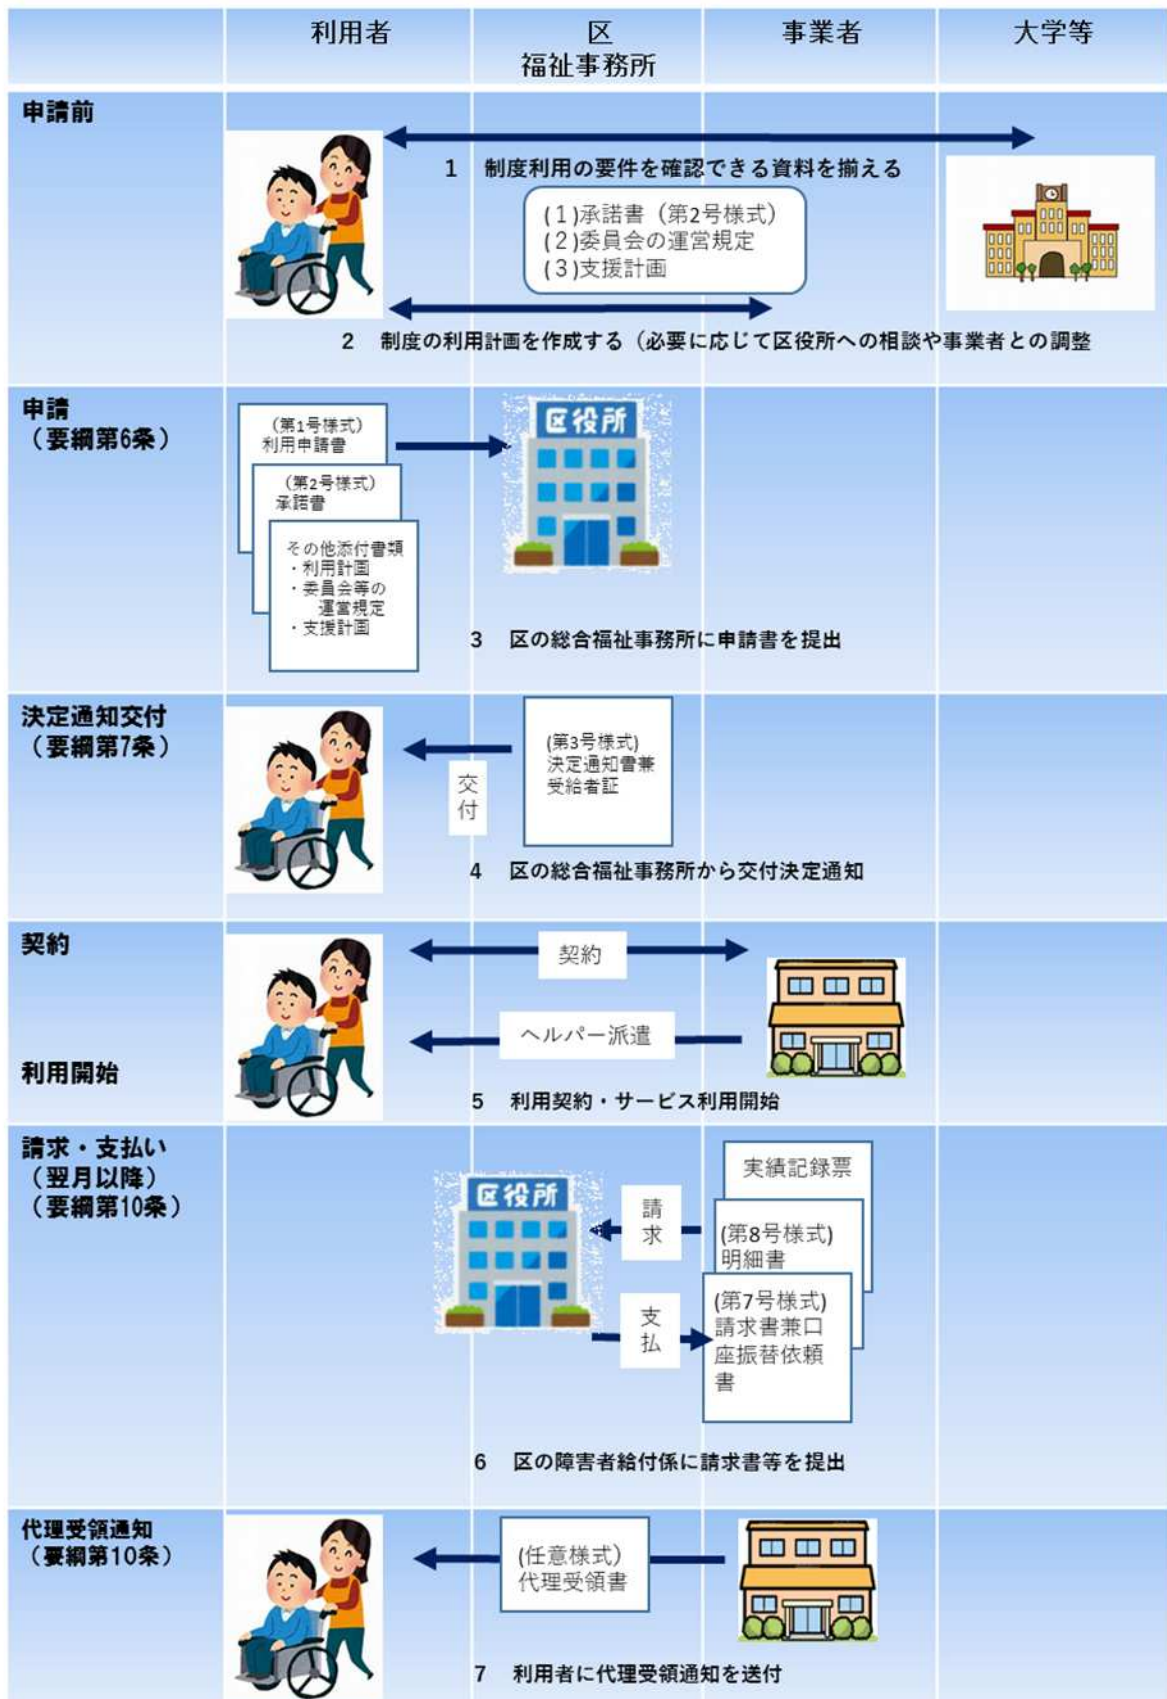 利用者
区
福祉事務所
事業者
大学等
申請前
1 制度利用の要件を確認できる資料を揃える
(1)承諾書（第2号様式）
(2)委員会の運営規定
(3)支援計画
2 制度の利用計画を作成する（必要に応じて区役所への相談や事業者との調整
申請
（要綱第6条）
(第1号様式)
利用申請書
(第2号様式)
承諾書
その他添付書類
・利用計画
・委員会等の
運営規定
・支援計画
区役所
3 区の総合福祉事務所に申請書を提出
決定通知交付
（要綱第7条）
交
付
(第3号様式)
決定通知書兼
受給者証
4 区の総合福祉事務所から交付決定通知
契約
契約
ヘルパー派遣
利用開始
5 利用契約・サービス利用開始
請求・支払い
（翌月以降）
（要綱第10条）
区役所
請
求
支
払
実績記録票
(第8号様式)
明細書
(第7号様式)
請求書兼口
座振替依頼
書
6 区の障害者給付係に請求書等を提出
代理受領通知
（要綱第10条）
(任意様式)
代理受領書
7 利用者に代理受領通知を送付